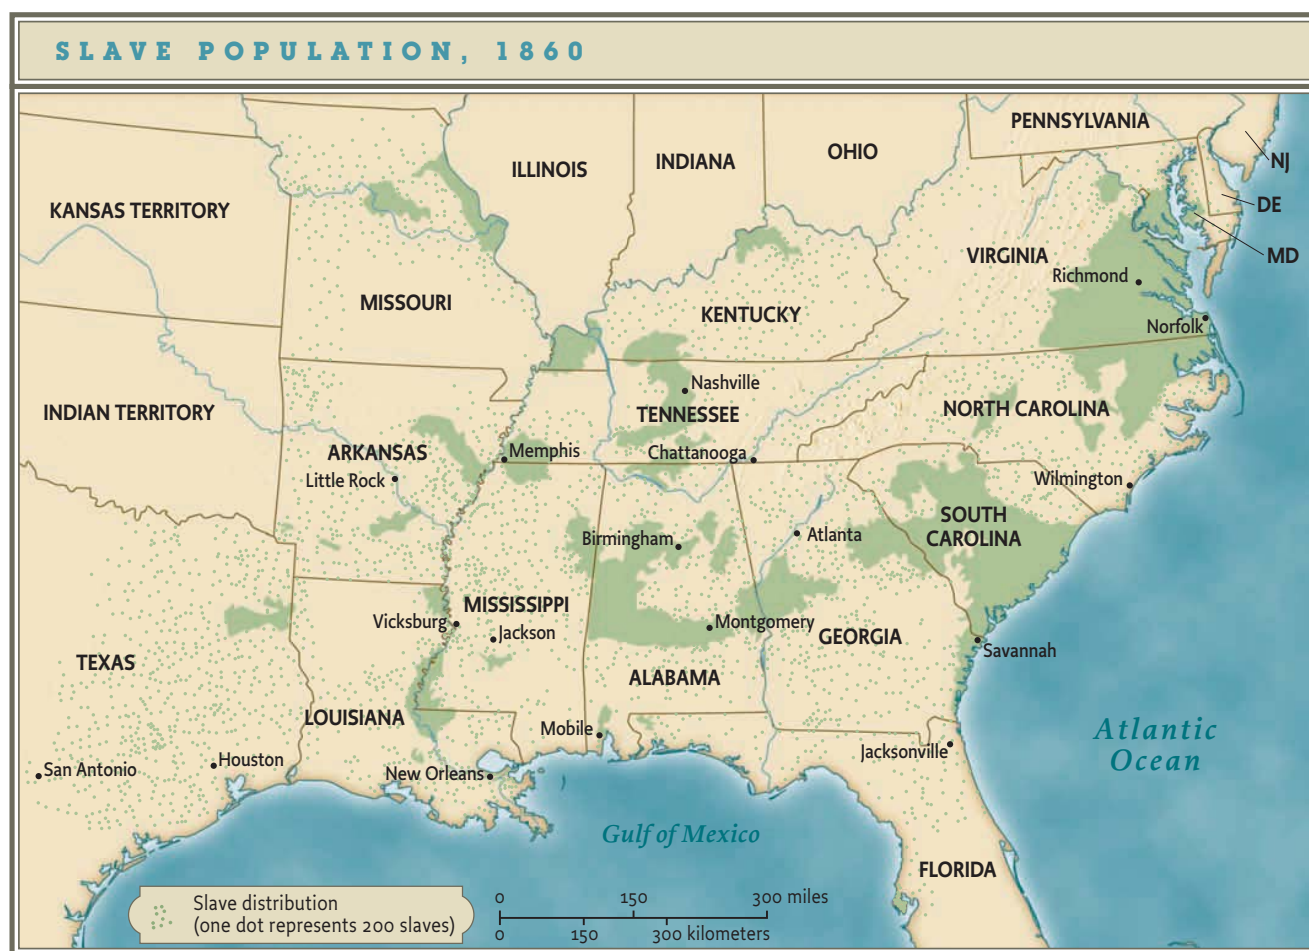 SLAVE POPULATION, 1860
PENNSYLVANIA
OHIO
INDIANA
ILLINOIS
NJ
KANSAS TERRITORY
DE
MD
VIRGINIA
Richmond
MISSOURI
KENTUCKY
Norfolk
Nashville
INDIAN TERRITORY
TENNESSEE
NORTH CAROLINA
ARKANSAS
Memphis
Chattanooga
Little Rock
Wilmington
SOUTH
CAROLINA
Birmingham
Atlanta
MISSISSIPPI
Vicksburg
Jackson
Montgomery
GEORGIA
Savannah
TEXAS
ALABAMA
LOUISIANA
Mobile
Jacksonville
Atlantic
Ocean
Houston
San Antonio
New Orleans
Gulf of Mexico
FLORIDA
Slave distribution
(one dot represents 200 slaves)
0 150 300 miles
0 150 300 kilometers